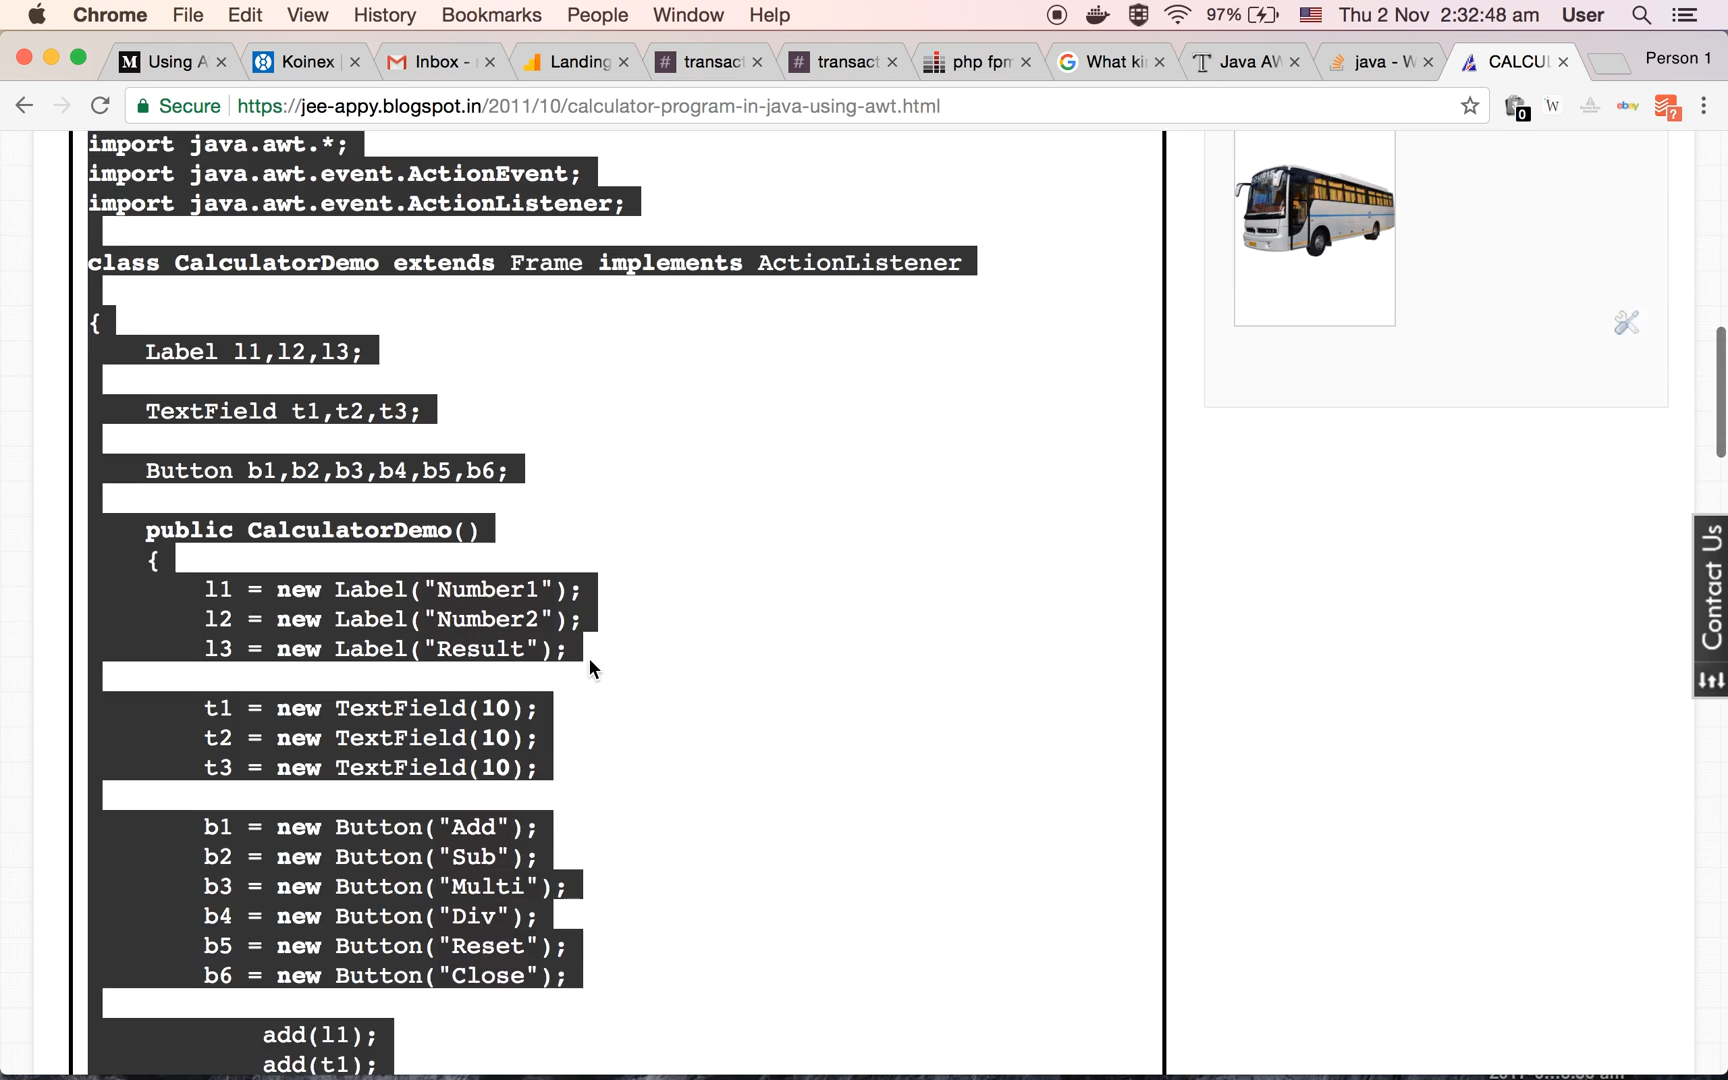 Chrome File Edit View History Bookmarks People Window Help 97% Thu 2 Nov 2:32:48 am User
Using A Koinex Inbox - Landing transac transac php fpm What ki Java AW java - W CALCUL Person 1
Secure https://jee-appy.blogspot.in/2011/10/calculator-program-in-java-using-awt.html 0 W ebay ?
import java.awt.*;
import java.awt.event.ActionEvent;
import java.awt.event.ActionListener;
class CalculatorDemo extends Frame implements ActionListener
{
Label l1,l2,l3;
TextField t1,t2,t3;
Button b1,b2,b3,b4,b5,b6;
public CalculatorDemo()
{
l1 = new Label("Number1");
l2 = new Label("Number2");
l3 = new Label("Result");
t1 = new TextField(10);
t2 = new TextField(10);
t3 = new TextField(10);
b1 = new Button("Add");
b2 = new Button("Sub");
b3 = new Button("Multi");
b4 = new Button("Div");
b5 = new Button("Reset");
b6 = new Button("Close");
add(l1);
add(t1);
Contact Us